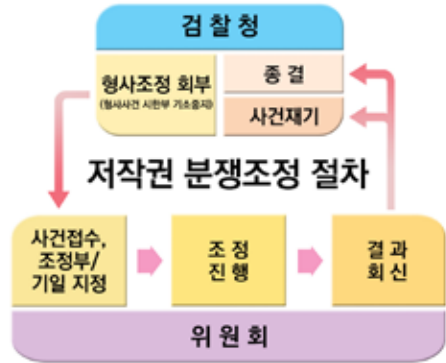 검찰청
형사조정 회부
(형사사건 시한부 기소중지)
종결
사건재기
저작권 분쟁조정 절차
사건접수,
조정부/
기일 지정
조정
진행
결과
회신
위원회